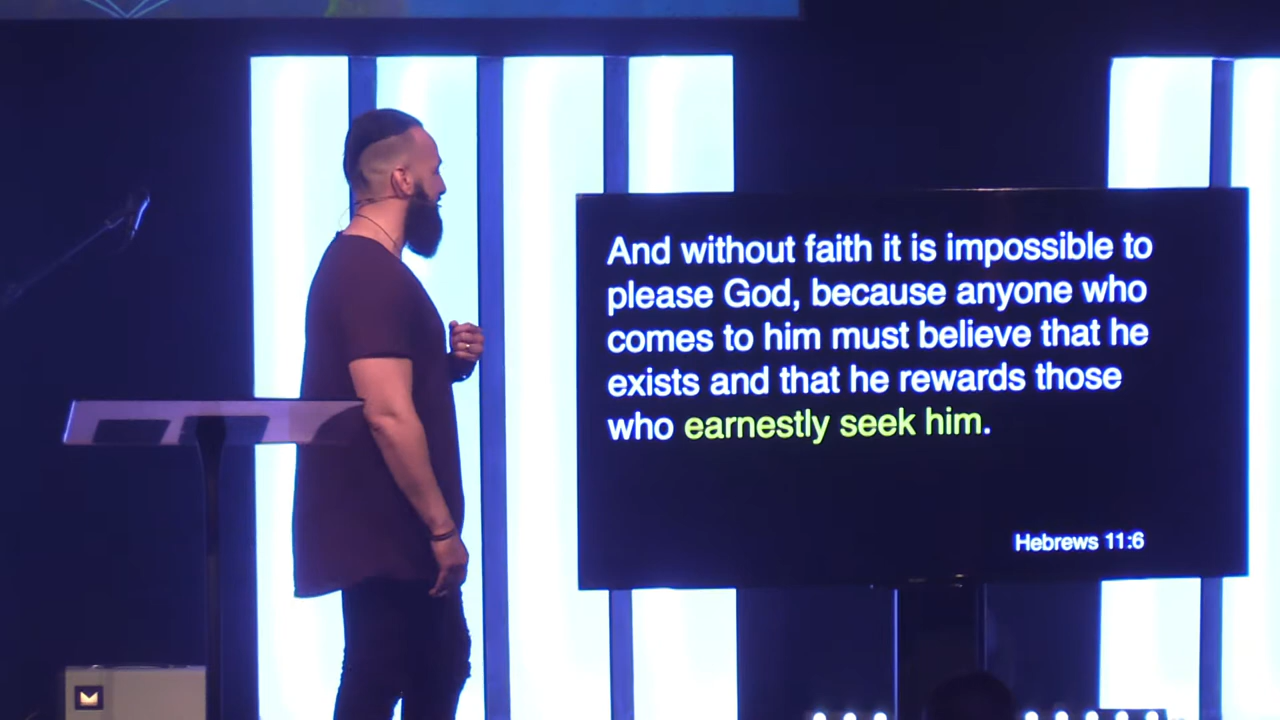 And without faith it is impossible to
please God, because anyone who
comes to him must believe that he
exists and that he rewards those
who earnestly seek him.
Hebrews 11:6